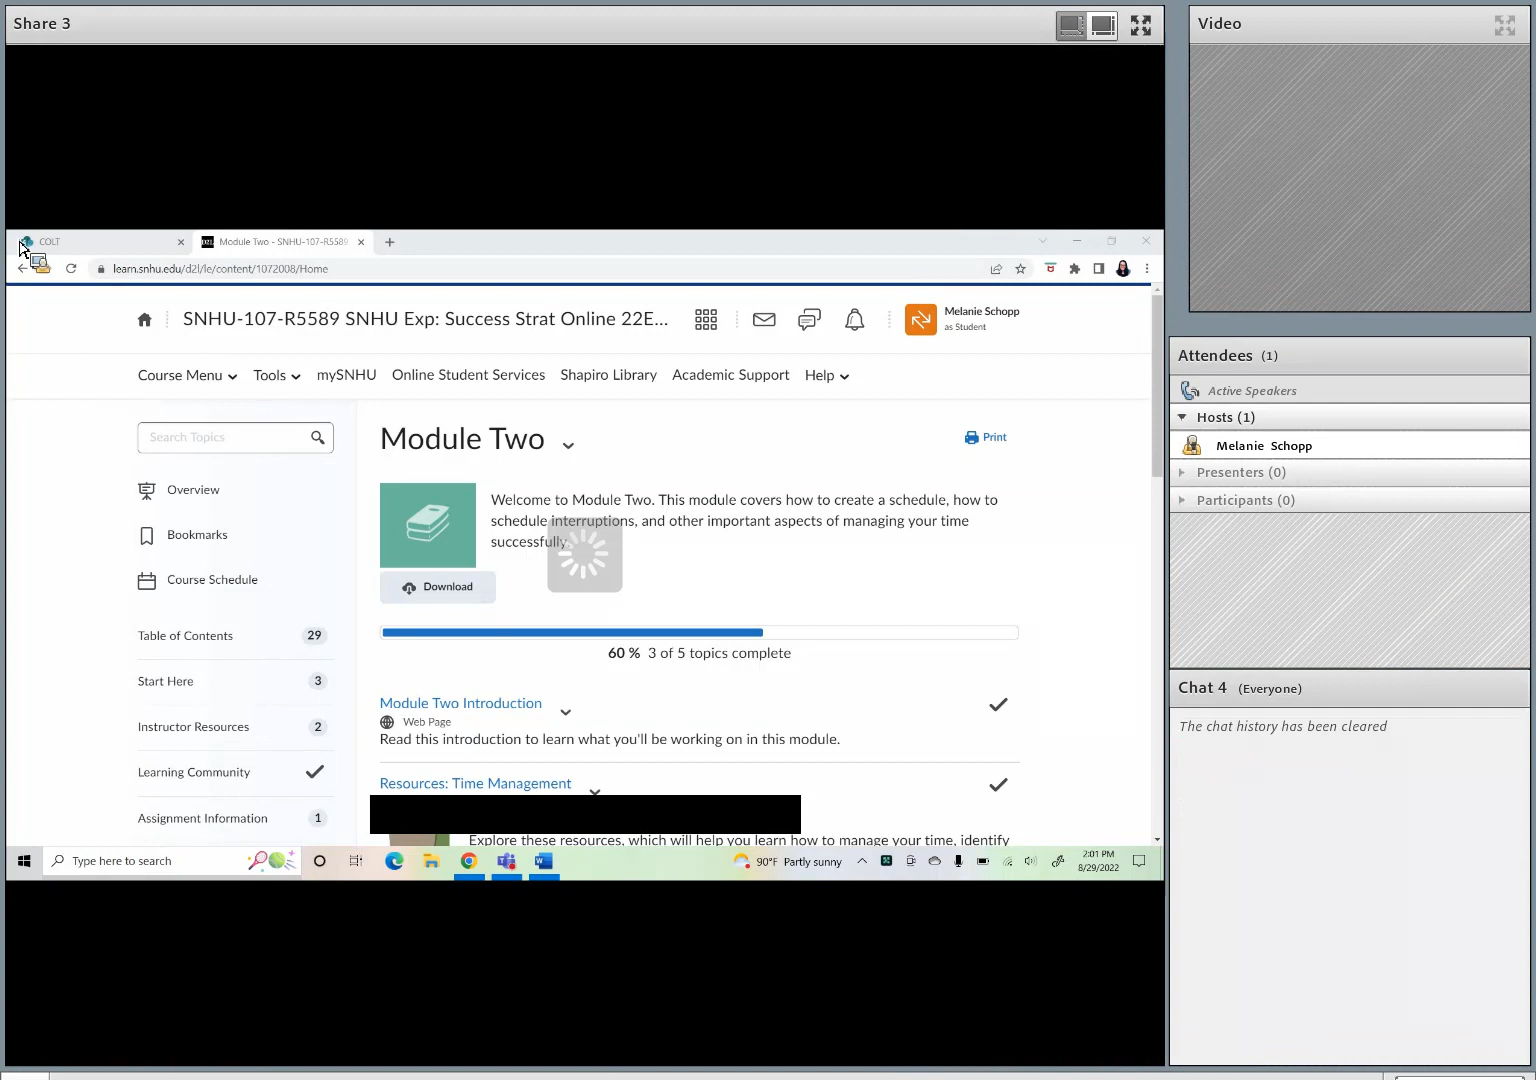 Share 3
Video
COLT
Module Two - SNHU-107-R5589
learn.snhu.edu/d2l/le/content/1072008/Home
SNHU-107-R5589 SNHU Exp: Success Strat Online 22E...
Melanie Schopp
as Student
Course Menu Tools mySNHU Online Student Services Shapiro Library Academic Support Help
Search Topics
Overview
Bookmarks
Course Schedule
Table of Contents 29
Start Here 3
Instructor Resources 2
Learning Community
Assignment Information 1
Module Two
Print
Welcome to Module Two. This module covers how to create a schedule, how to
schedule interruptions, and other important aspects of managing your time
successfully.
Download
60 % 3 of 5 topics complete
Module Two Introduction
Web Page
Read this introduction to learn what you'll be working on in this module.
Resources: Time Management
Explore these resources, which will help you learn how to manage your time, identify
Type here to search
90°F Partly sunny
2:01 PM
8/29/2022
Attendees (1)
Active Speakers
Hosts (1)
Melanie Schopp
Presenters (0)
Participants (0)
Chat 4 (Everyone)
The chat history has been cleared